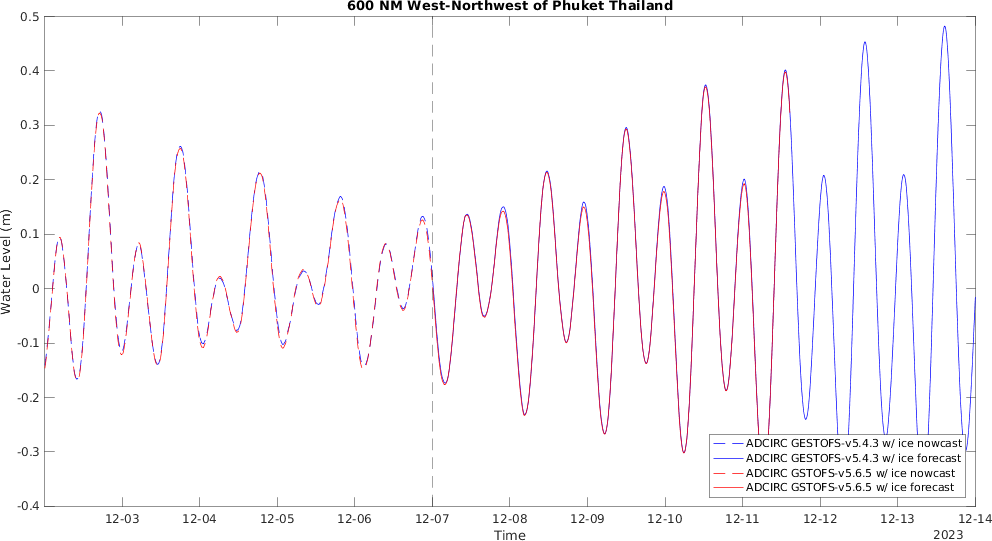 600 NM West-Northwest of Phuket Thailand
0.5
0.4
0.3
0.2
0.1
0
-0.1
-0.2
-0.3
-0.4
Water Level (m)
ADCIRC GESTOFS-v5.4.3 w/ ice nowcast
ADCIRC GESTOFS-v5.4.3 w/ ice forecast
ADCIRC GSTOFS-v5.6.5 w/ ice nowcast
ADCIRC GSTOFS-v5.6.5 w/ ice forecast
12-03 12-04 12-05 12-06 12-07 12-08 12-09 12-10 12-11 12-12 12-13 12-14
Time
2023